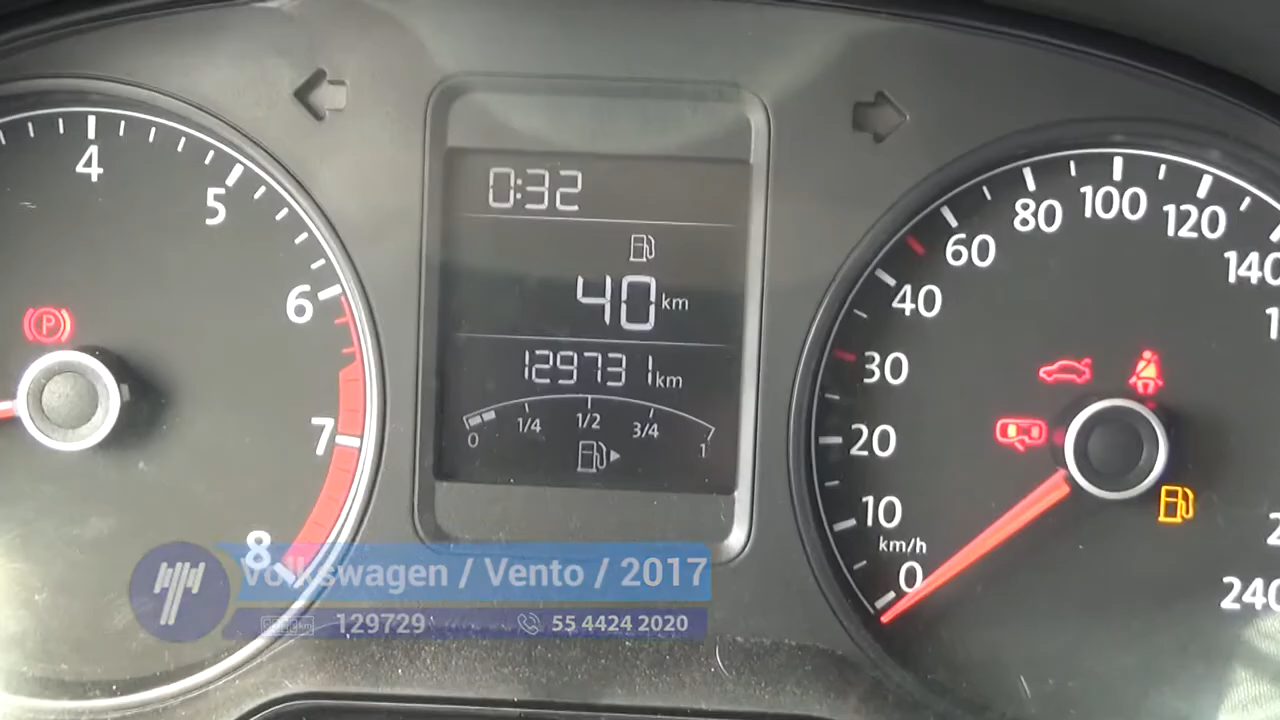 4
5
6
7
8
P
0:32
40 km
129731 km
0 1/4 1/2 3/4 1
0
10
20
30
40
60
80
100
120
140
km/h
240
Volkswagen / Vento / 2017
km 129729 55 4424 2020